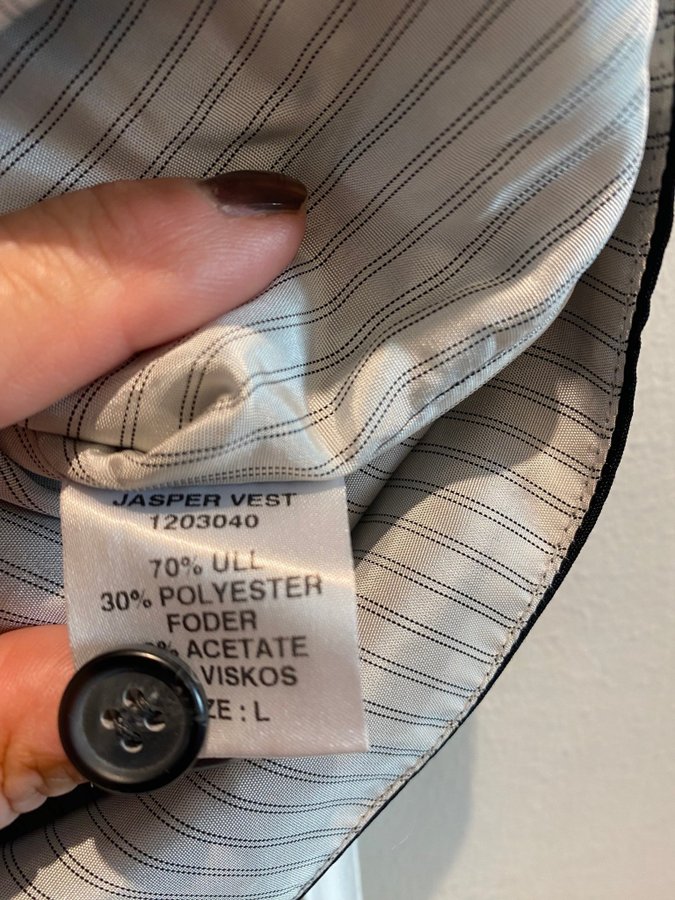 JASPER VEST
1203040
70% ULL
30% POLYESTER
FODER
% ACETATE
VISKOS
ZE : L